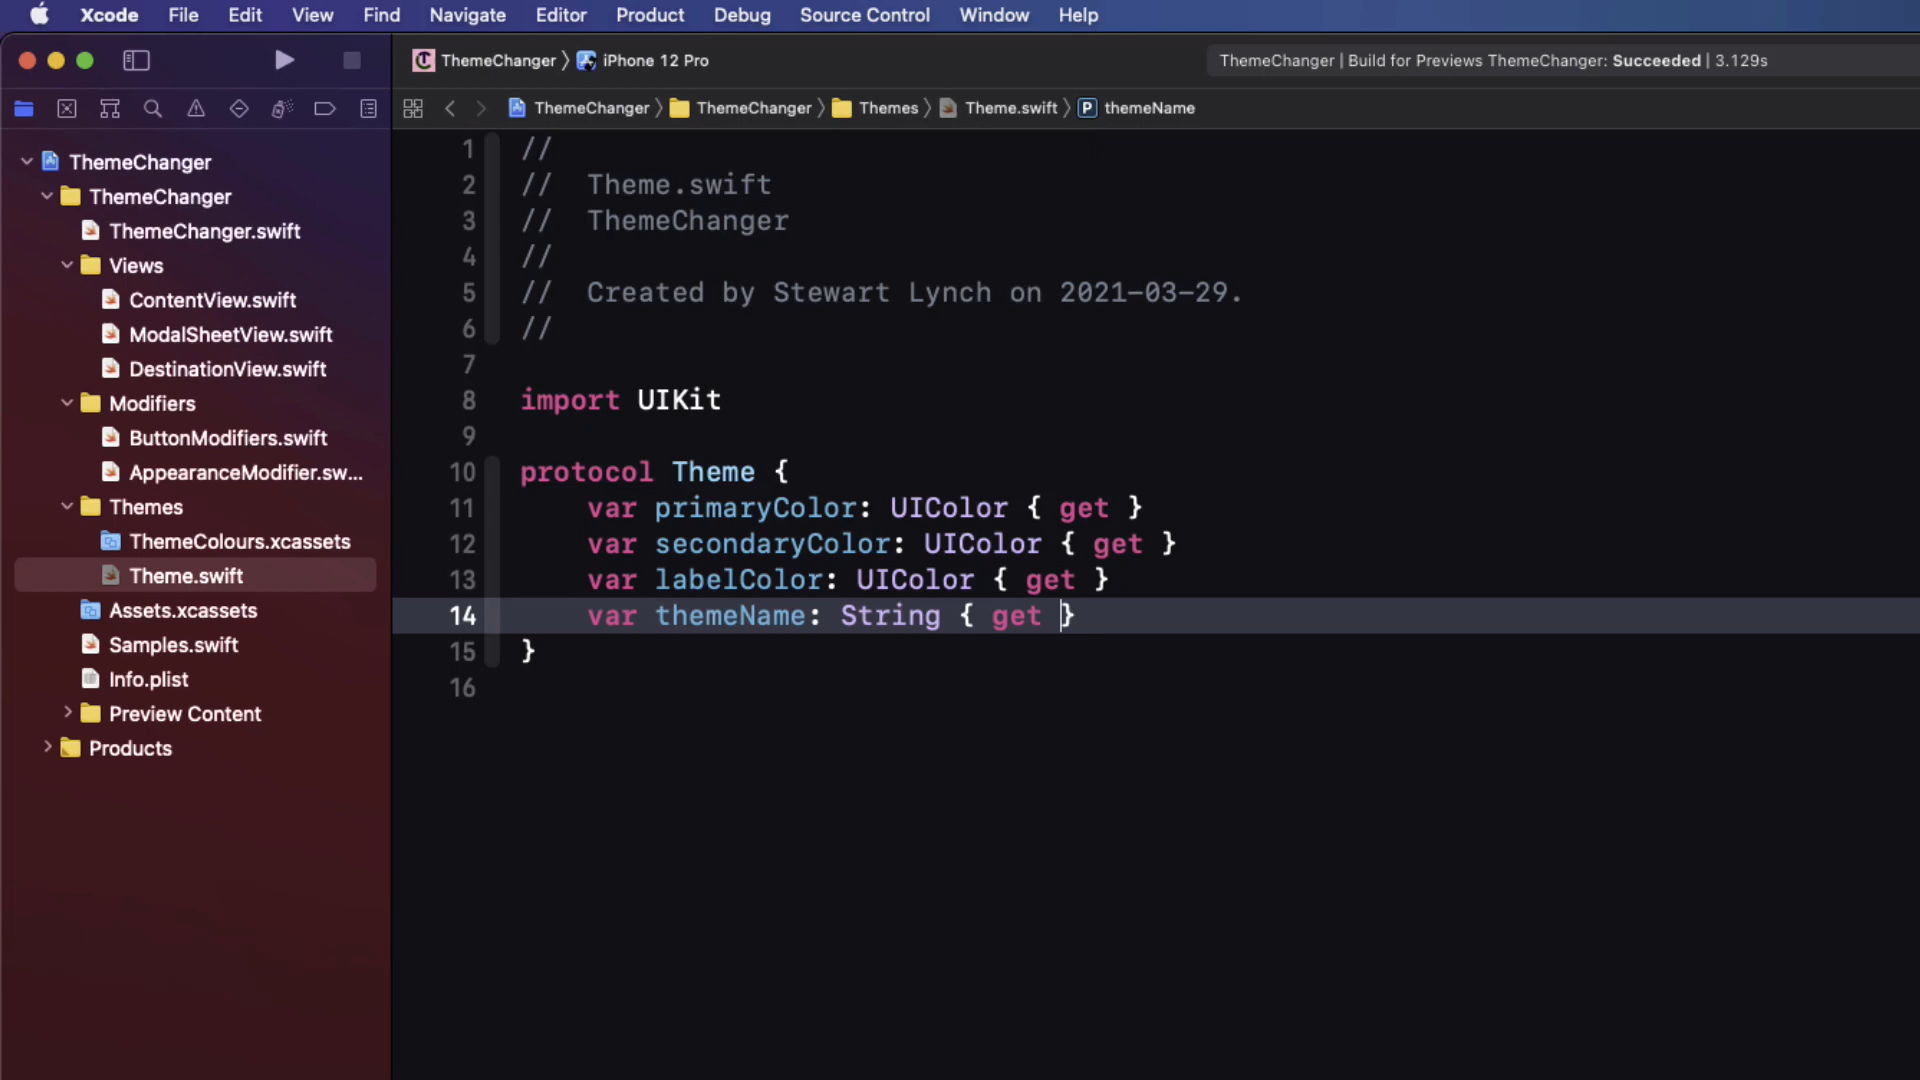 Xcode File Edit View Find Navigate Editor Product Debug Source Control Window Help
ThemeChanger 〉 iPhone 12 Pro
ThemeChanger | Build for Previews ThemeChanger: Succeeded | 3.129s
ThemeChanger 〉 ThemeChanger 〉 Themes 〉 Theme.swift 〉 P themeName
ThemeChanger
ThemeChanger
ThemeChanger.swift
Views
ContentView.swift
ModalSheetView.swift
DestinationView.swift
Modifiers
ButtonModifiers.swift
AppearanceModifier.sw...
Themes
ThemeColours.xcassets
Theme.swift
Assets.xcassets
Samples.swift
Info.plist
Preview Content
Products
1 //
2 //  Theme.swift
3 //  ThemeChanger
4 //
5 //  Created by Stewart Lynch on 2021-03-29.
6 //
7
8 import UIKit
9
10 protocol Theme {
11     var primaryColor: UIColor { get }
12     var secondaryColor: UIColor { get }
13     var labelColor: UIColor { get }
14     var themeName: String { get }
15 }
16